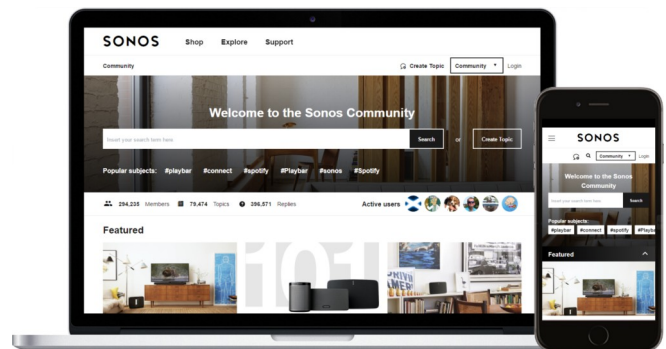 SONOS Shop Explore Support
Community Create Topic Community Login
Welcome to the Sonos Community
Insert your search term here Search or Create Topic
Popular subjects: #playbar #connect #spotify #Playbar #sonos #Spotify
294,238 Members 79,474 Topics 396,571 Replies Active users
Featured
101
SONOS
Community Login
Welcome to the Sonos
Community
Insert your search term here Search
Popular subjects:
#playbar #connect #spotify #Playba
Featured